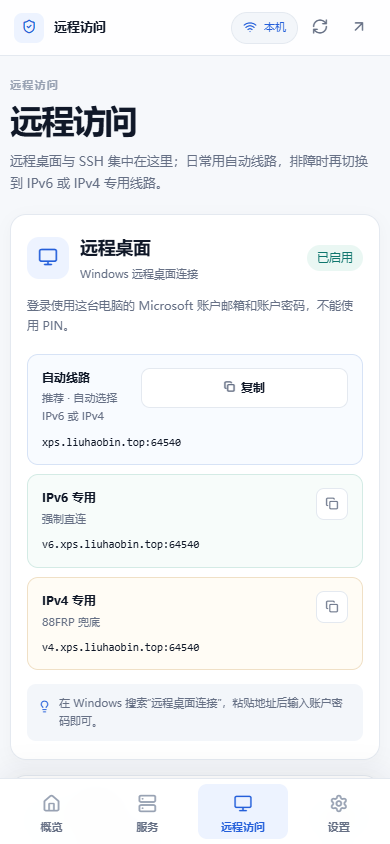 远程访问
本机
远程访问
远程访问
远程桌面与 SSH 集中在这里；日常用自动线路，排障时再切换
到 IPv6 或 IPv4 专用线路。
远程桌面
Windows 远程桌面连接
已启用
登录使用这台电脑的 Microsoft 账户邮箱和账户密码，不能使
用 PIN。
自动线路
推荐 · 自动选择
IPv6 或 IPv4
复制
xps.liuhaobin.top:64540
IPv6 专用
强制直连
v6.xps.liuhaobin.top:64540
IPv4 专用
88FRP 兜底
v4.xps.liuhaobin.top:64540
在 Windows 搜索“远程桌面连接”，粘贴地址后输入账户密
码即可。
概览
服务
远程访问
设置